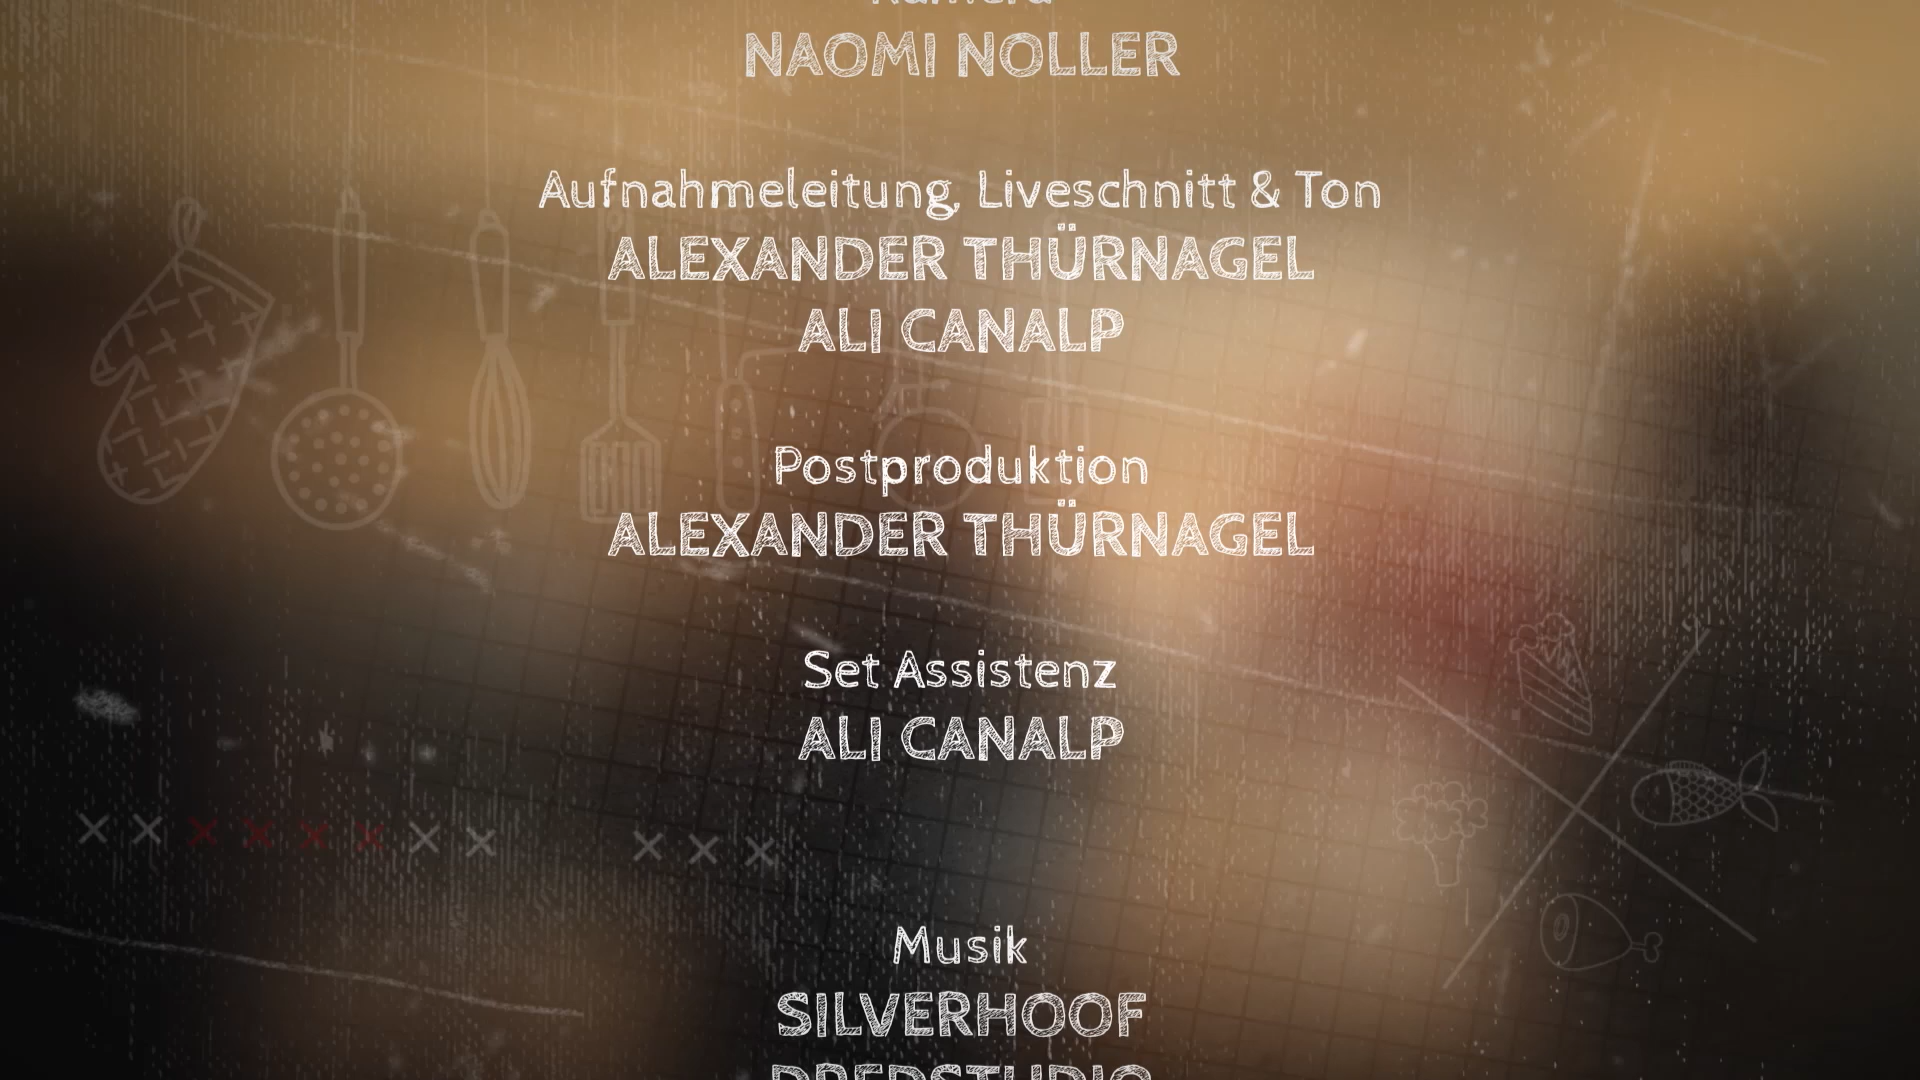 NAOMI NOLLER
Aufnahmeleitung, Liveschnitt & Ton
ALEXANDER THÜRNAGEL
ALI CANALP
Postproduktion
ALEXANDER THÜRNAGEL
Set Assistenz
ALI CANALP
Musik
SILVERHOOF